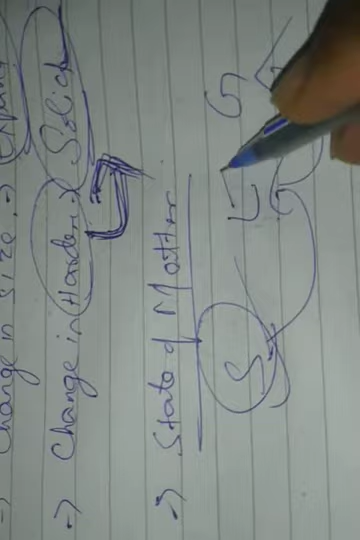 -> Change in size -> Expand
-> Change in Harden -> Solid
-> State of Matter
S L G